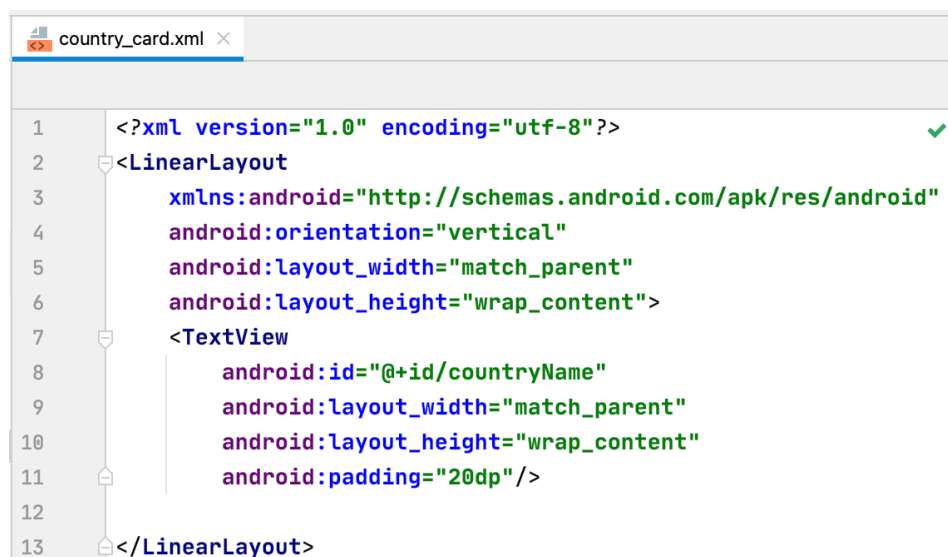 country_card.xml
1 <?xml version="1.0" encoding="utf-8"?>
2 <LinearLayout
3 xmlns:android="http://schemas.android.com/apk/res/android"
4 android:orientation="vertical"
5 android:layout_width="match_parent"
6 android:layout_height="wrap_content">
7 <TextView
8 android:id="@+id/countryName"
9 android:layout_width="match_parent"
10 android:layout_height="wrap_content"
11 android:padding="20dp"/>
12
13 </LinearLayout>